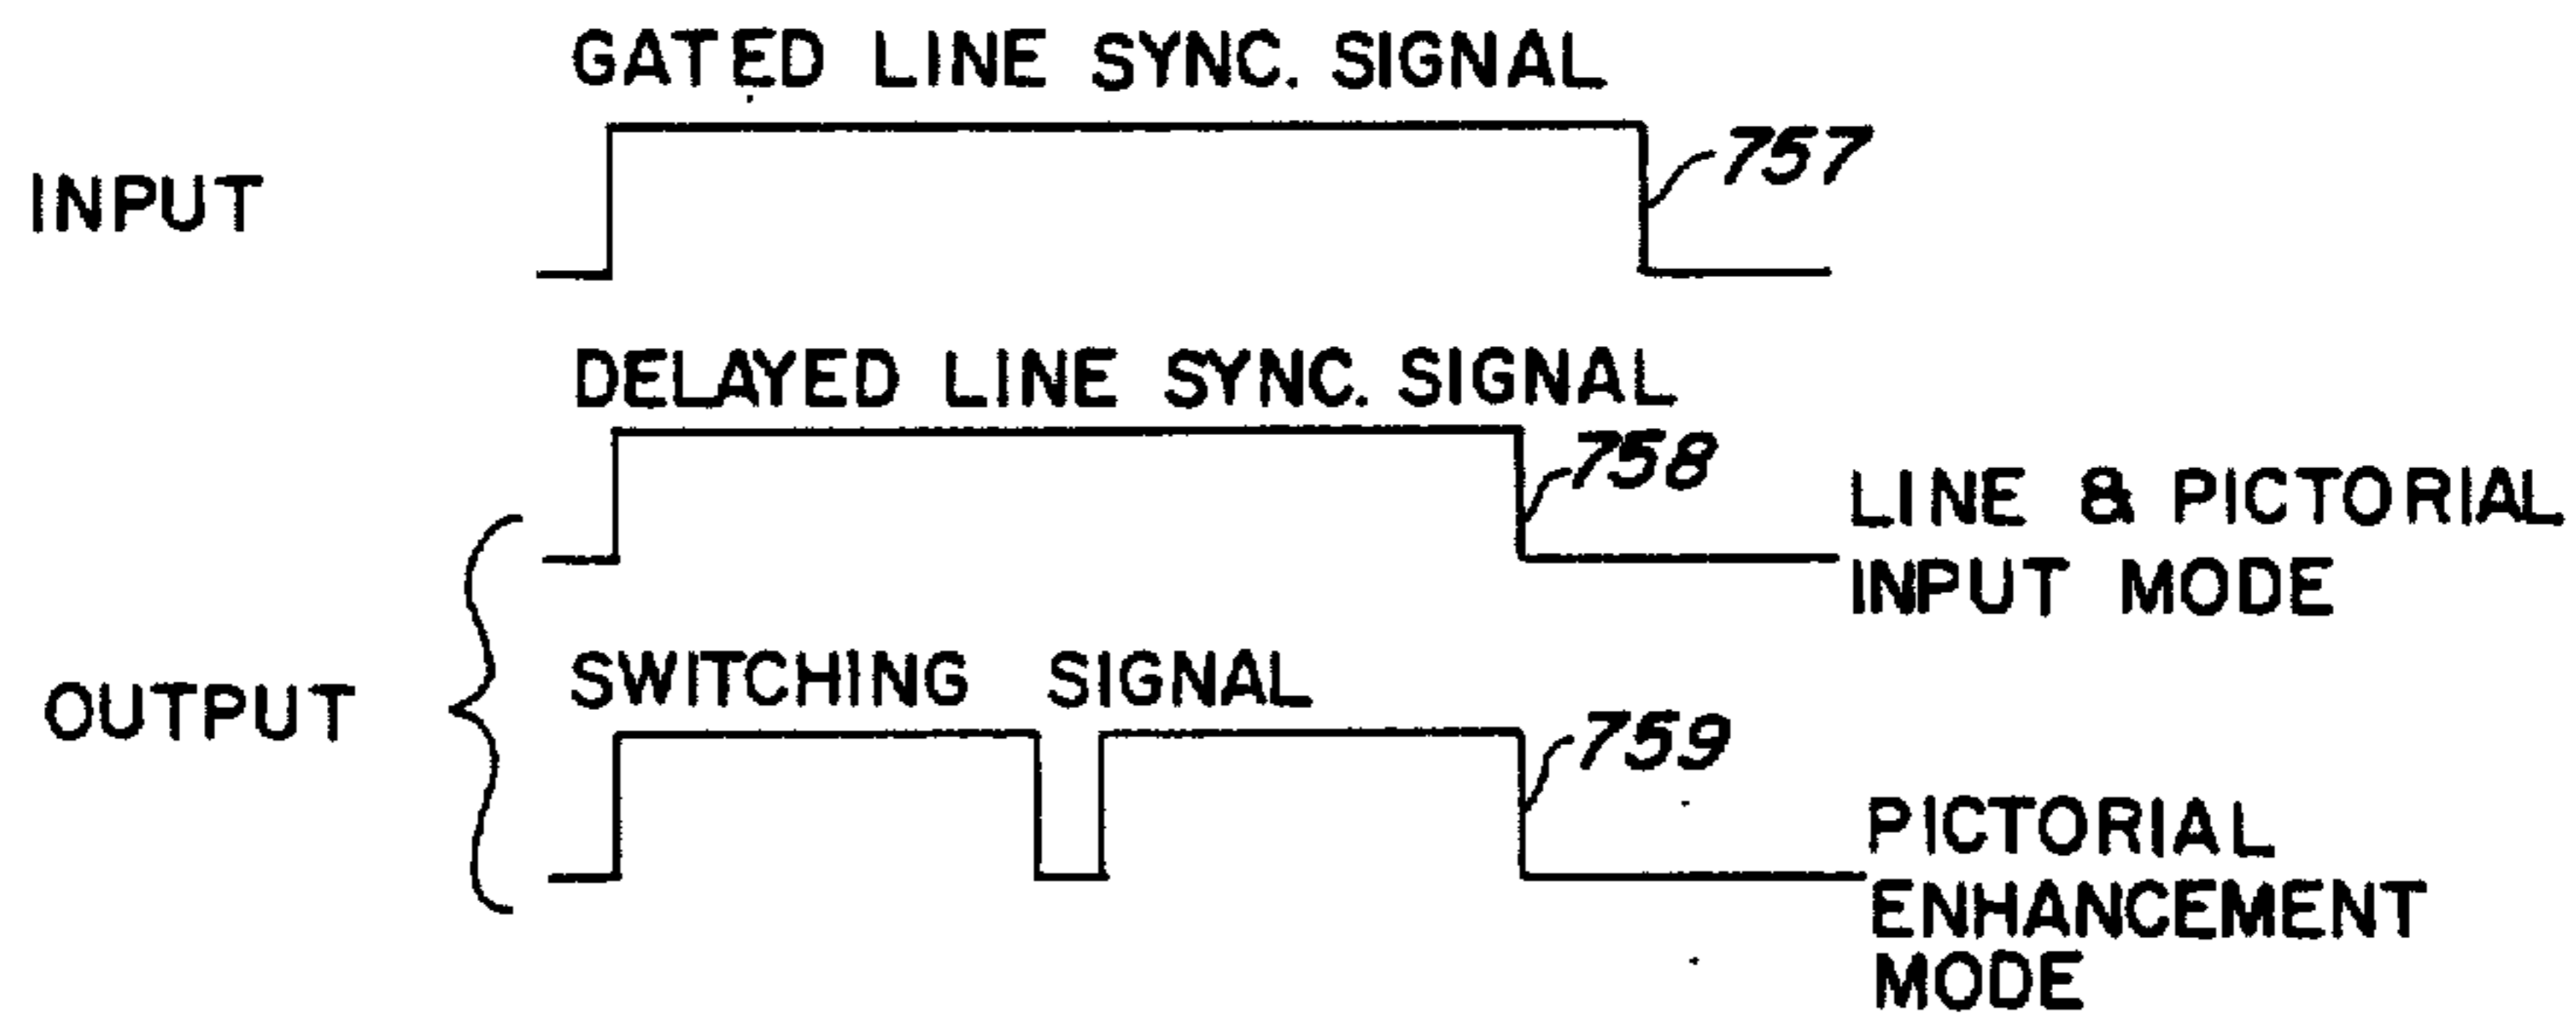 GATED LINE SYNC. SIGNAL
757
INPUT
DELAYED LINE SYNC. SIGNAL
758
LINE & PICTORIAL
INPUT MODE
SWITCHING SIGNAL
OUTPUT
759
PICTORIAL
ENHANCEMENT
MODE